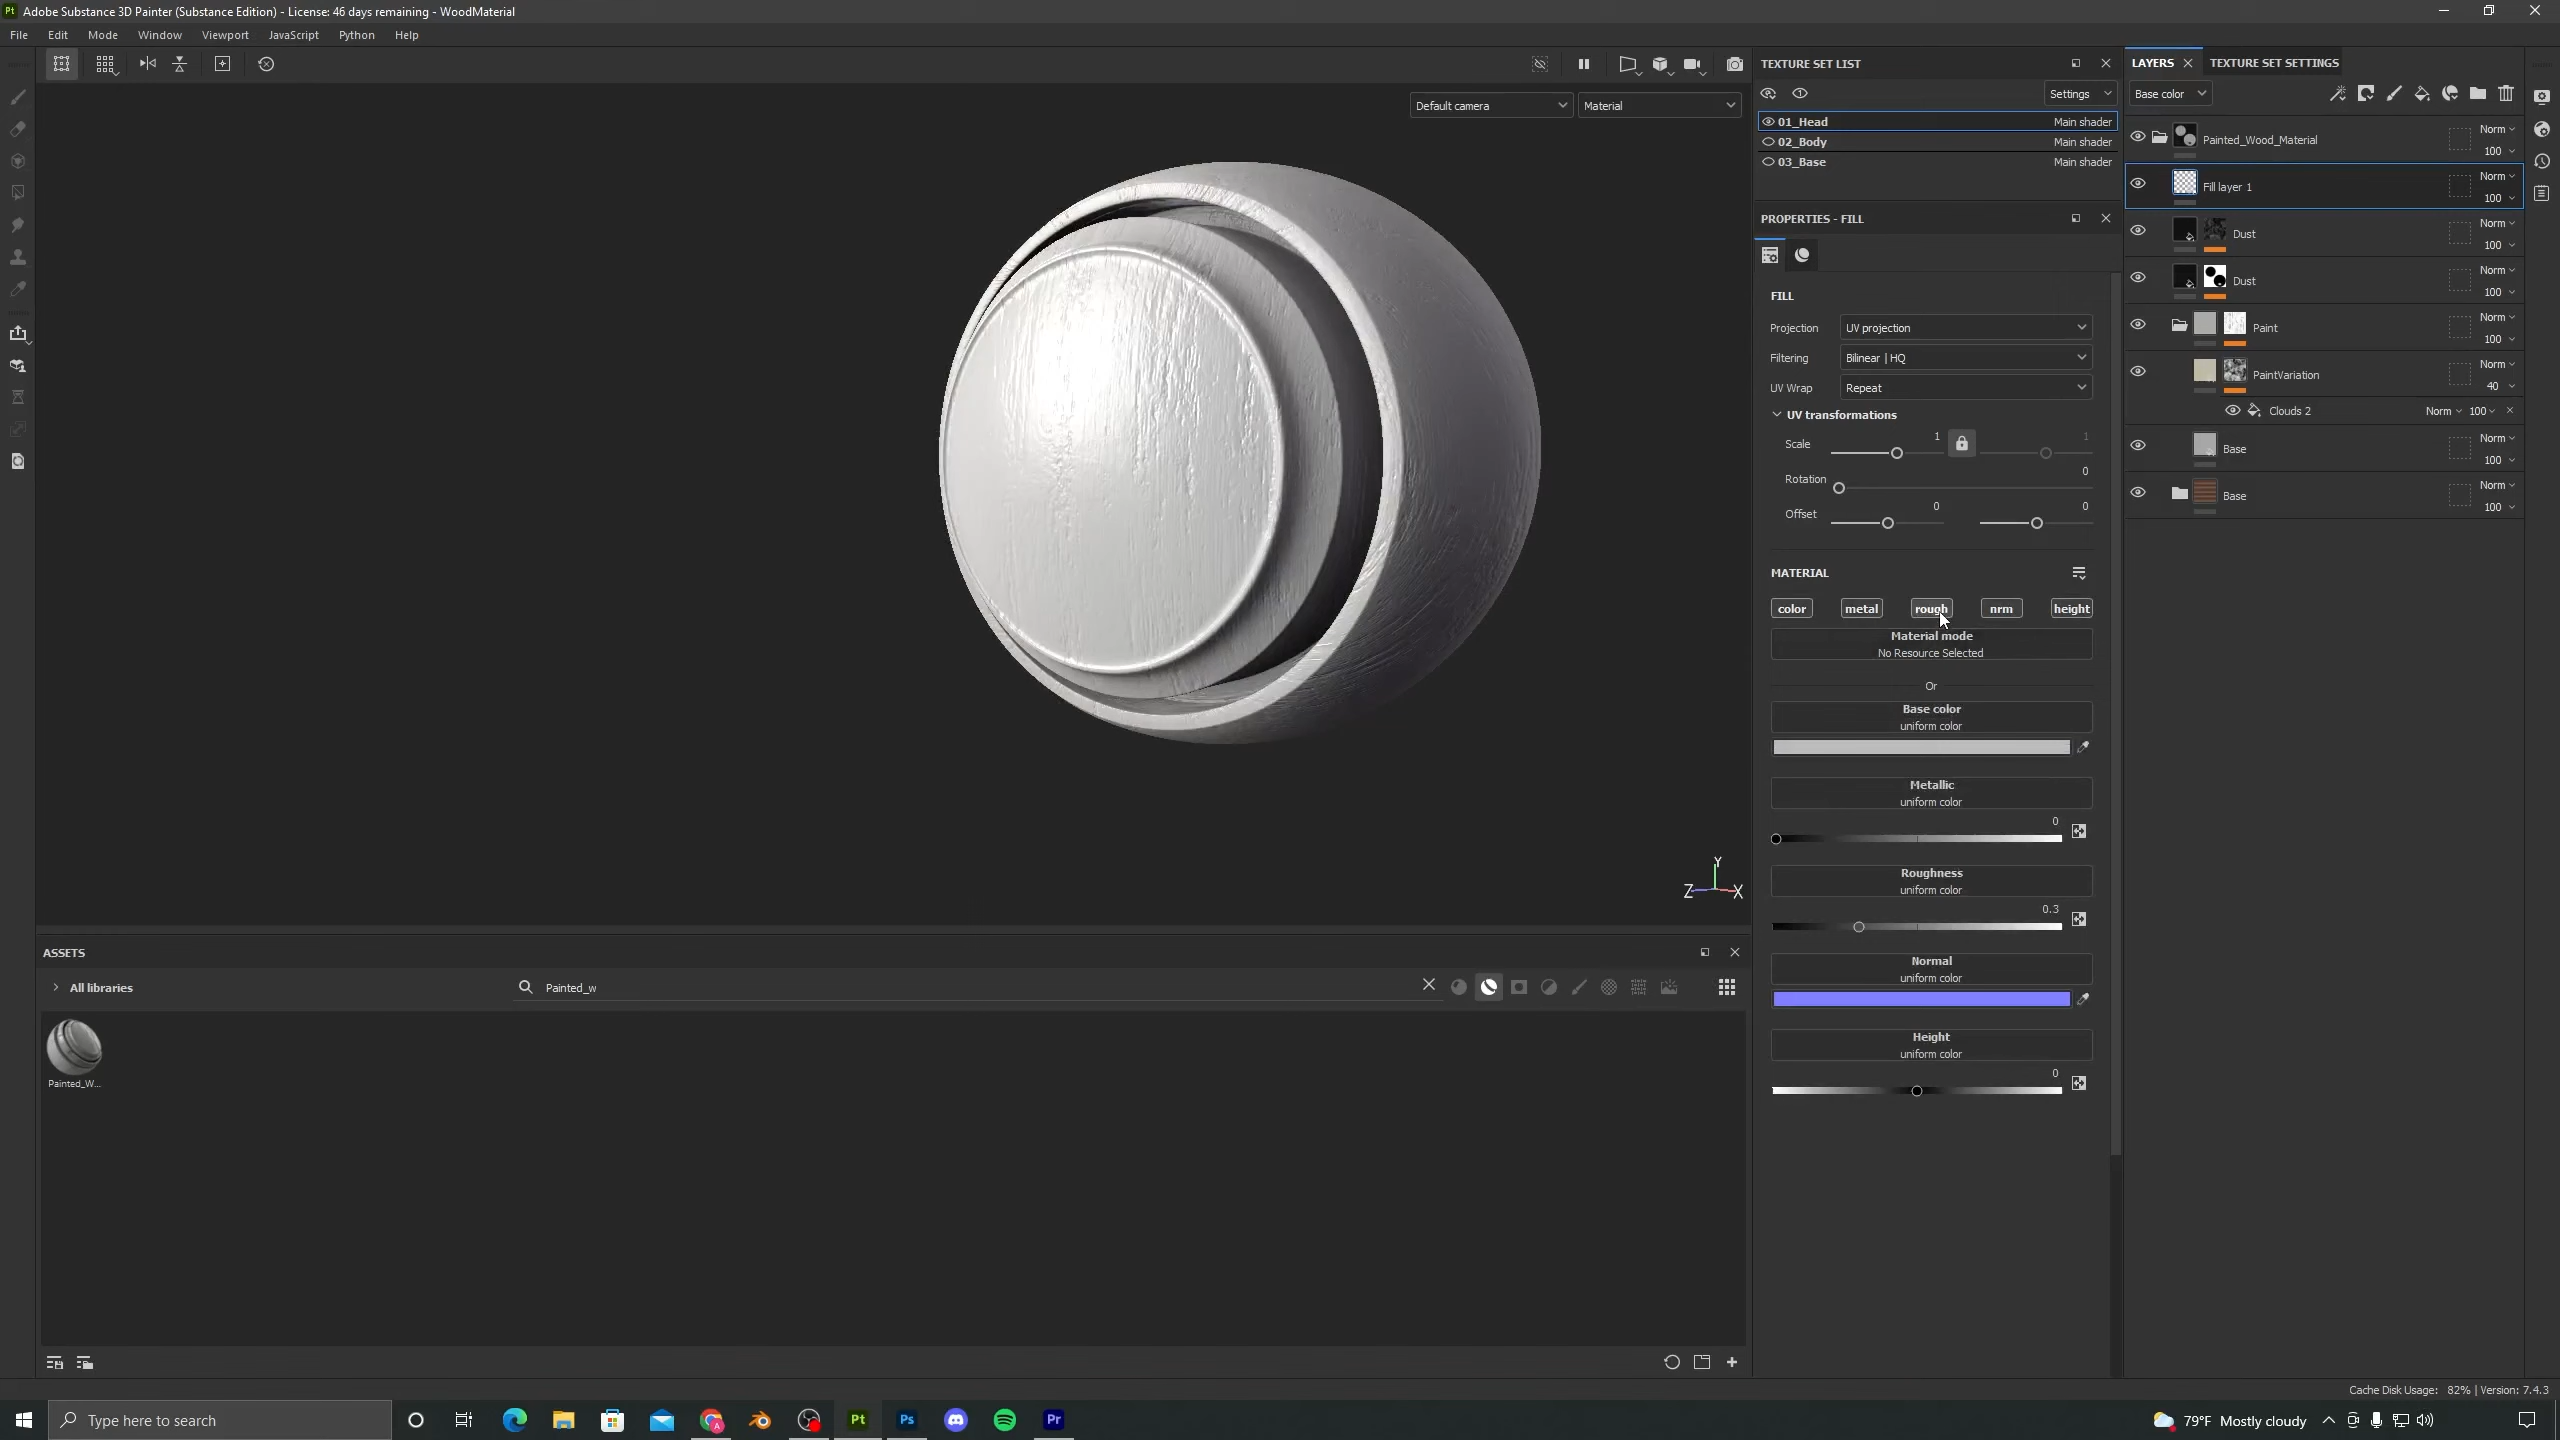 Adobe Substance 3D Painter (Substance Edition) - License: 46 days remaining - WoodMaterial
File Edit Mode Window Viewport JavaScript Python Help
Default camera
Material
TEXTURE SET LIST
Settings
01_Head Main shader
02_Body Main shader
03_Base Main shader
PROPERTIES - FILL
FILL
Projection UV projection
Filtering Bilinear | HQ
UV Wrap Repeat
UV transformations
Scale 1 1
Rotation 0
Offset 0 0
MATERIAL
color metal rough nrm height
Material mode
No Resource Selected
Or
Base color
uniform color
Metallic
uniform color
0
Roughness
uniform color
0.3
Normal
uniform color
Height
uniform color
0
LAYERS TEXTURE SET SETTINGS
Base color
Painted_Wood_Material Norm 100
Fill layer 1 Norm 100
Dust Norm 100
Dust Norm 100
Paint Norm 100
PaintVariation Norm 40
Clouds 2 Norm 100
Base Norm 100
Base Norm 100
Y
Z X
ASSETS
All libraries
Painted_w
Painted_W...
Cache Disk Usage: 82% | Version: 7.4.3
Type here to search
Pt
Ps
Pr
79°F Mostly cloudy